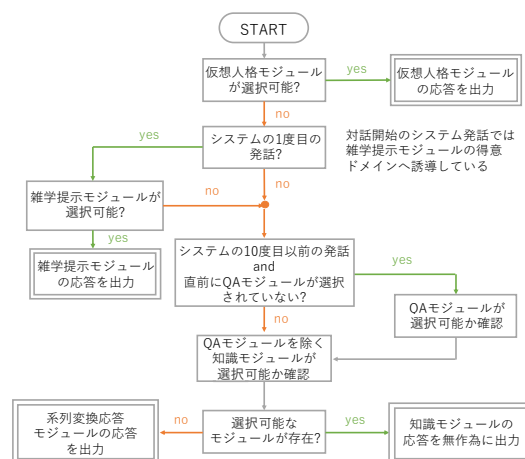 START
仮想人格モジュール
が選択可能?
yes
仮想人格モジュール
の応答を出力
no
システムの1度目の
発話?
yes
no
対話開始のシステム発話では
雑学提示モジュールの得意
ドメインへ誘導している
雑学提示モジュールが
選択可能?
no
yes
雑学提示モジュール
の応答を出力
システムの10度目以前の発話
and
直前にQAモジュールが選択
されていない?
yes
no
QAモジュールが
選択可能か確認
QAモジュールを除く
知識モジュールが
選択可能か確認
選択可能な
モジュールが存在?
no
yes
系列変換応答
モジュールの応答
を出力
知識モジュールの
応答を無作為に出力